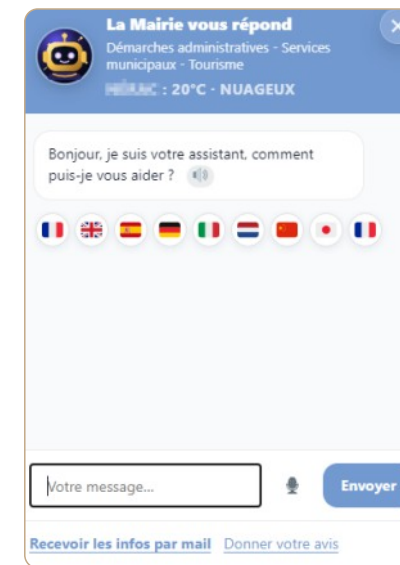 La Mairie vous répond
Démarches administratives - Services
municipaux - Tourisme
: 20°C - NUAGEUX
Bonjour, je suis votre assistant, comment
puis-je vous aider ?
Votre message...
Envoyer
Recevoir les infos par mail Donner votre avis